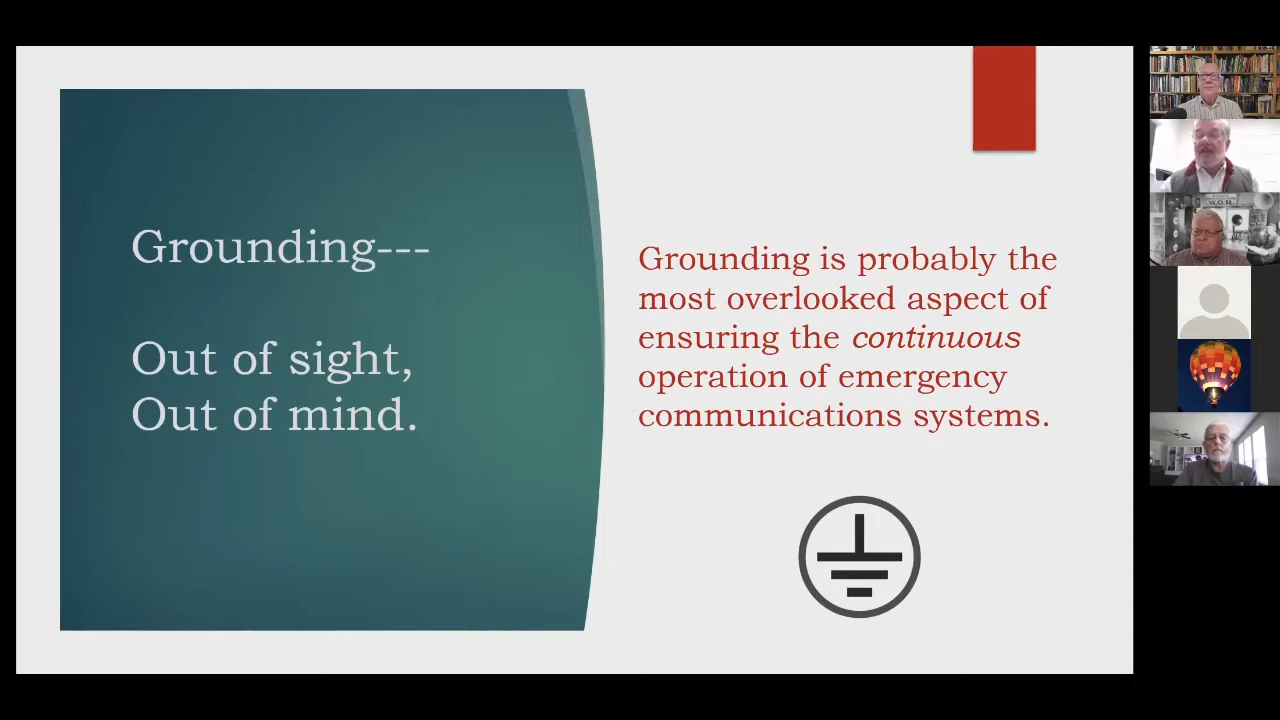 Grounding---
Out of sight,
Out of mind.
Grounding is probably the
most overlooked aspect of
ensuring the continuous
operation of emergency
communications systems.
W.O.R.